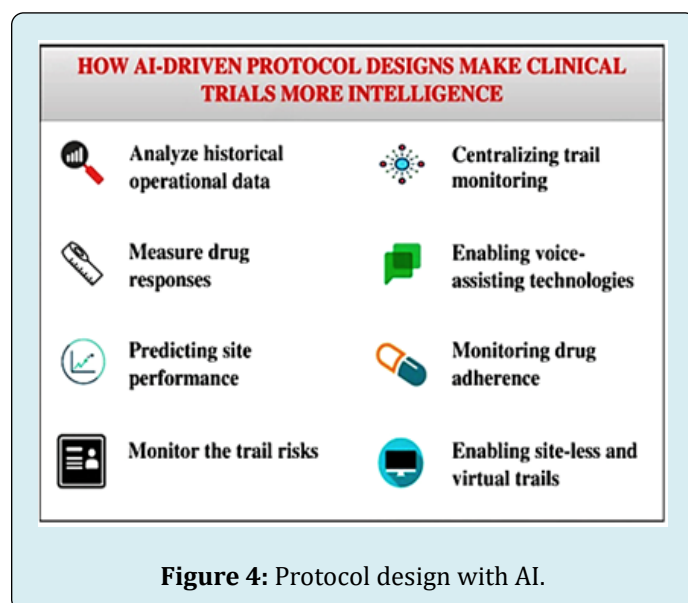 HOW AI-DRIVEN PROTOCOL DESIGNS MAKE CLINICAL
TRIALS MORE INTELLIGENCE
Analyze historical
operational data
Centralizing trail
monitoring
Measure drug
responses
Enabling voice-
assisting technologies
Predicting site
performance
Monitoring drug
adherence
Monitor the trail risks
Enabling site-less and
virtual trails
Figure 4: Protocol design with AI.